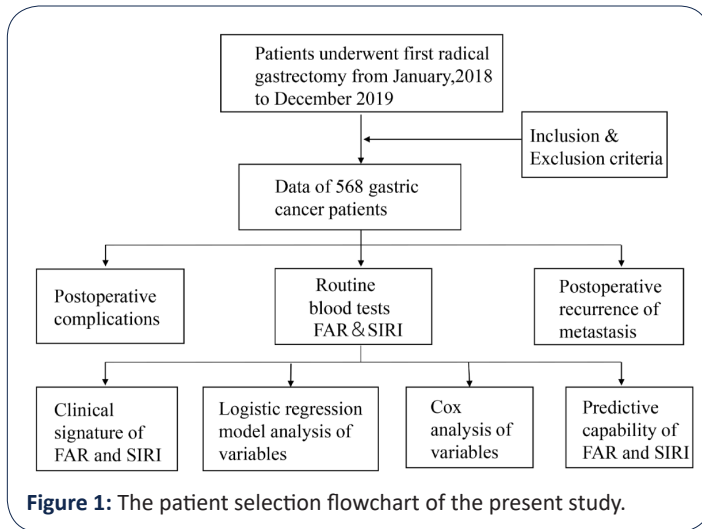 Patients underwent first radical
gastrectomy from January,2018
to December 2019
Inclusion &
Exclusion criteria
Data of 568 gastric
cancer patients
Postoperative
complications
Routine
blood tests
FAR＆SIRI
Postoperative
recurrence of
metastasis
Clinical
signature of
FAR and SIRI
Logistic regression
model analysis of
variables
Cox
analysis of
variables
Predictive
capability of
FAR and SIRI
Figure 1: The patient selection flowchart of the present study.